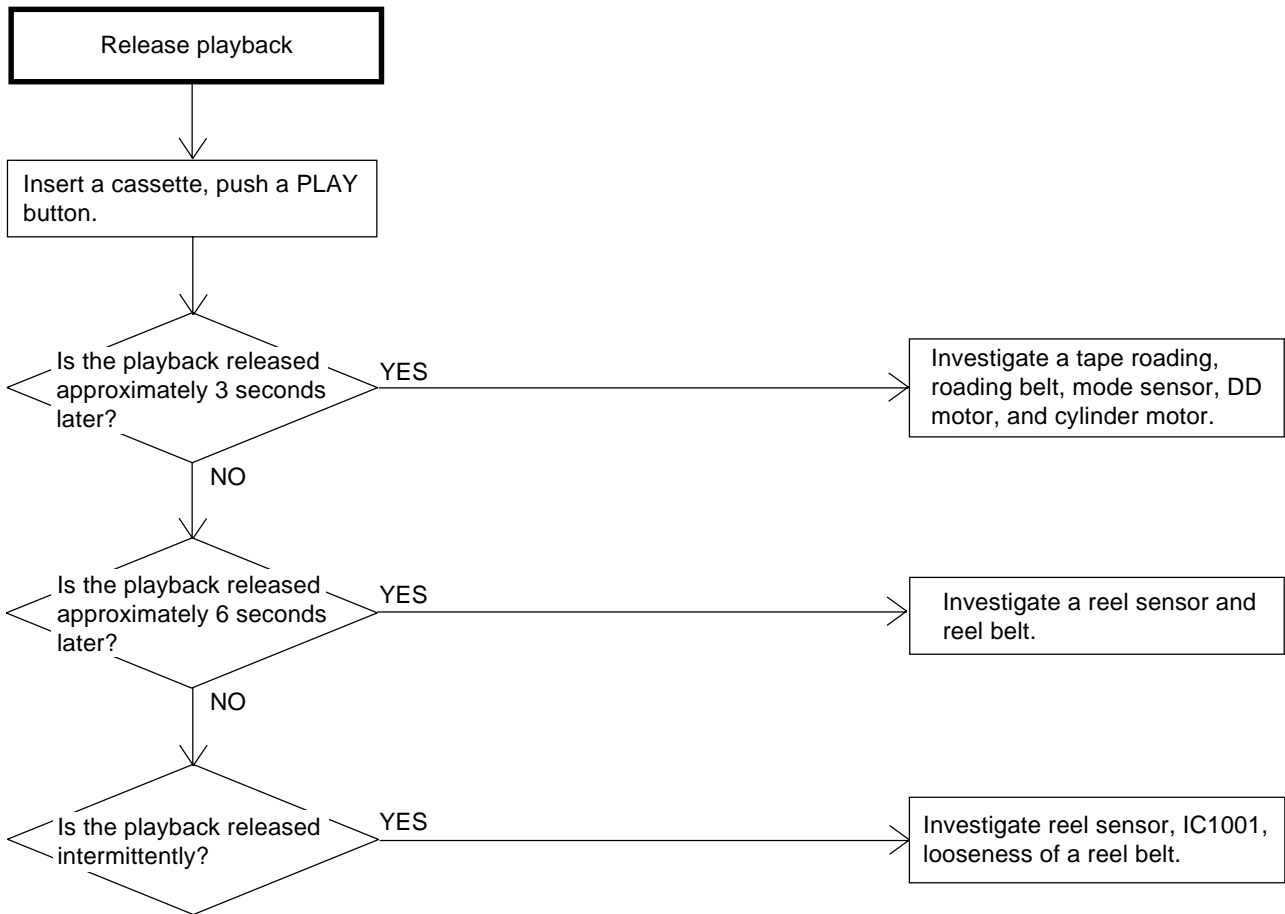 Release playback
Insert a cassette, push a PLAY
button.
Is the playback released
approximately 3 seconds
later?
YES
Investigate a tape roading,
roading belt, mode sensor, DD
motor, and cylinder motor.
NO
Is the playback released
approximately 6 seconds
later?
YES
Investigate a reel sensor and
reel belt.
NO
Is the playback released
intermittently?
YES
Investigate reel sensor, IC1001,
looseness of a reel belt.